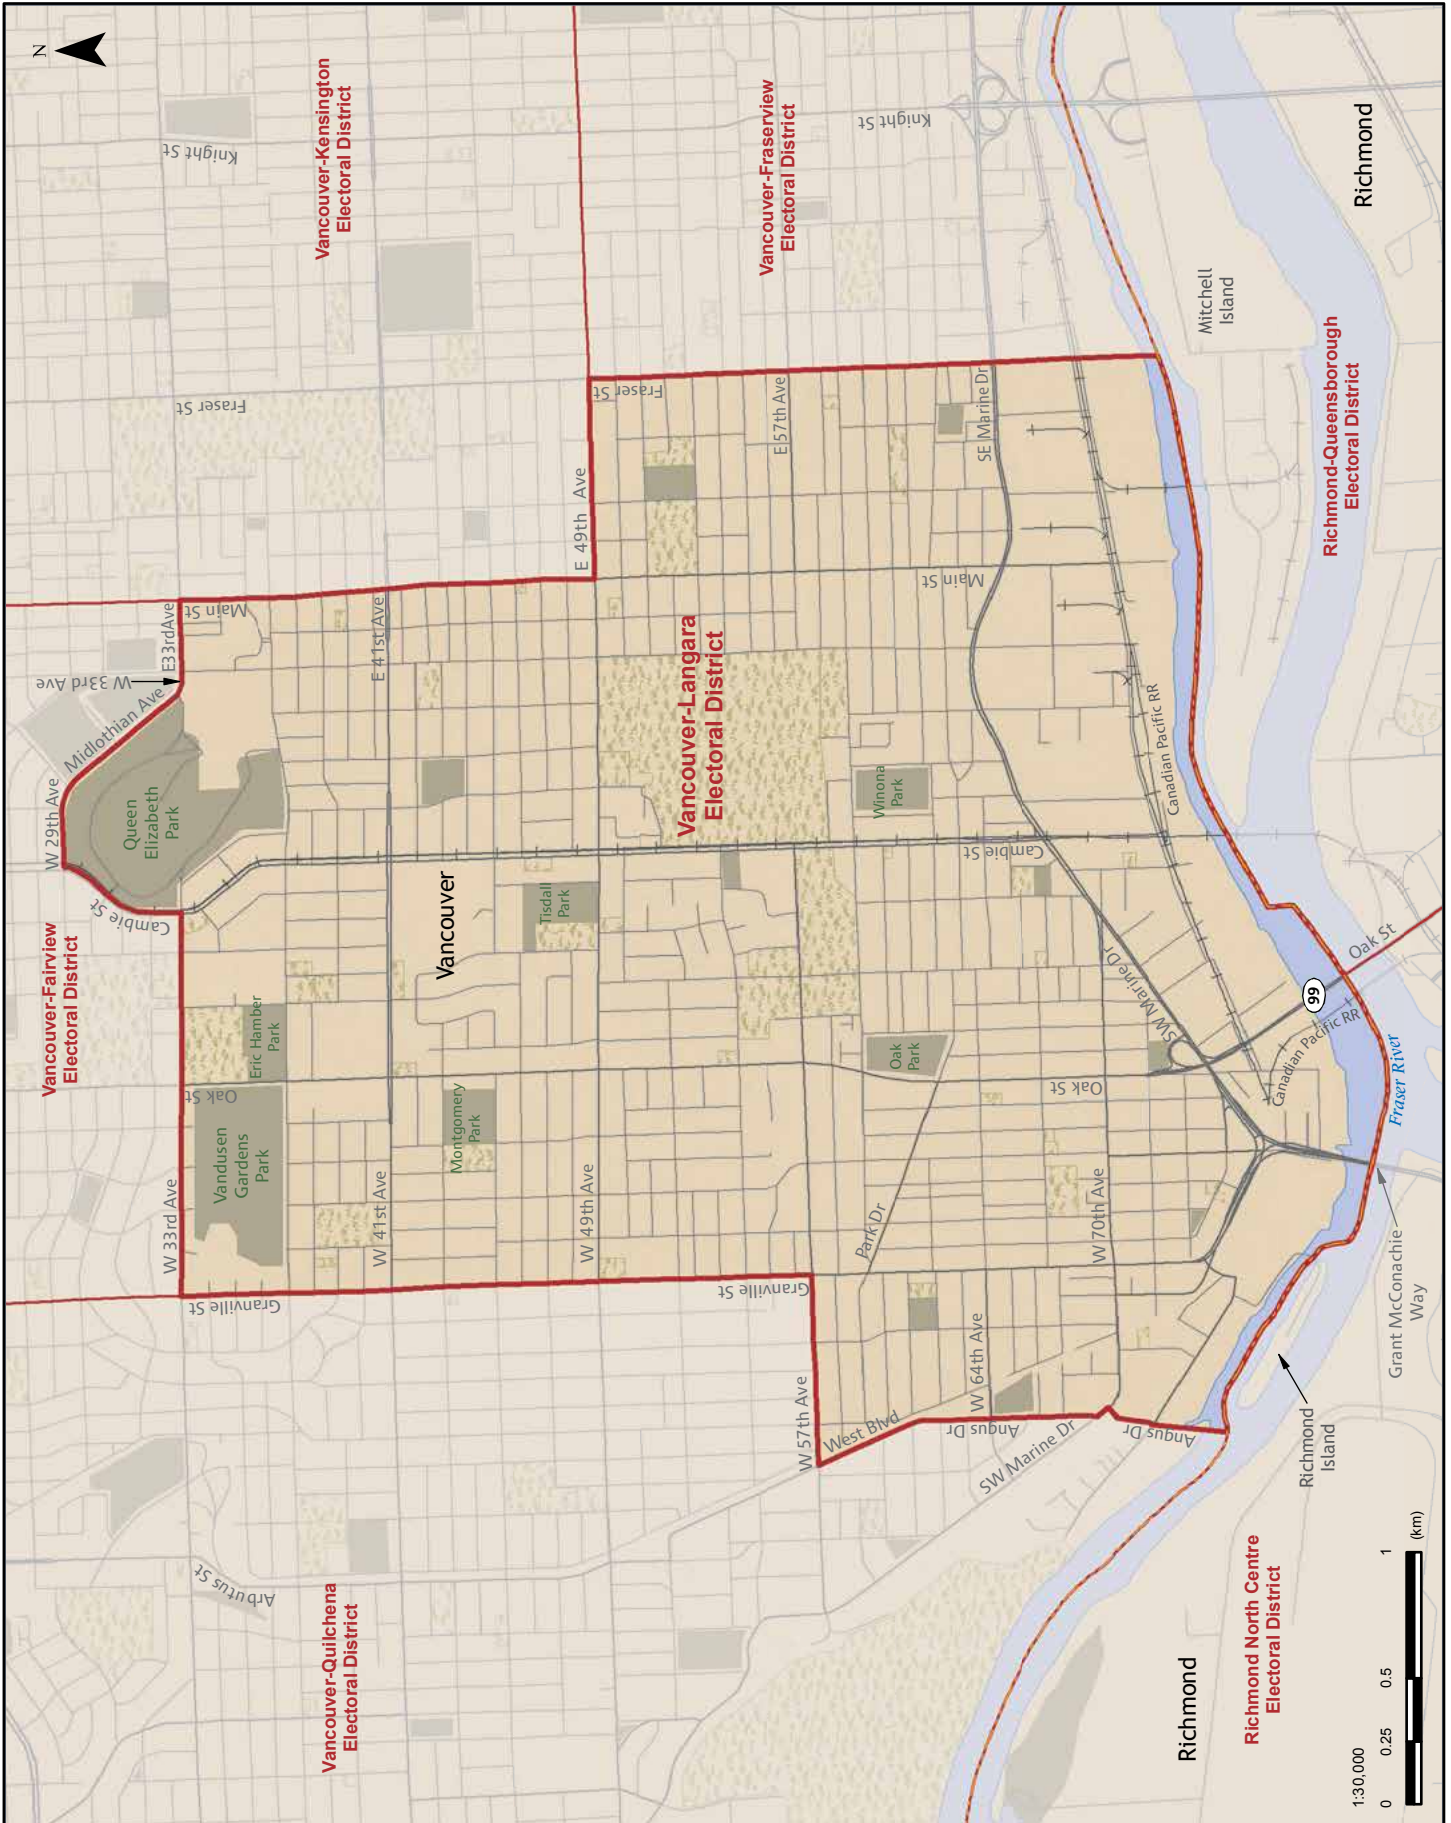 N
Vancouver-Kensington
Electoral District
Knight St
Vancouver-Fraserview
Electoral District
Knight St
Richmond
Mitchell
Island
Richmond-Queensborough
Electoral District
Fraser St
Fraser St
E 57th Ave
SE Marine Dr
E 49th Ave
Main St
E33rdAve
Main St
W 33rd Ave
E 41st Ave
Midlothian Ave
W 29th Ave
Queen
Elizabeth
Park
Vancouver-Langara
Electoral District
Winona
Park
Canadian Pacific RR
Cambie St
Cambie St
Vancouver
Tisdall
Park
Vancouver-Fairview
Electoral District
Eric Hamber
Park
Oak St
Vandusen
Gardens
Park
Montgomery
Park
Oak
Park
Oak St
SW Marine Dr
99
Oak St
Canadian Pacific RR
Fraser River
W 33rd Ave
W 41st Ave
W 49th Ave
Park Dr
W 70th Ave
Granville St
Granville St
W 57th Ave
West Blvd
W 64th Ave
Angus Dr
Angus Dr
SW Marine Dr
Grant McConachie
Way
Richmond
Island
Arbutus St
Vancouver-Quilchena
Electoral District
Richmond
Richmond North Centre
Electoral District
1:30,000
0 0.25 0.5 1
(km)